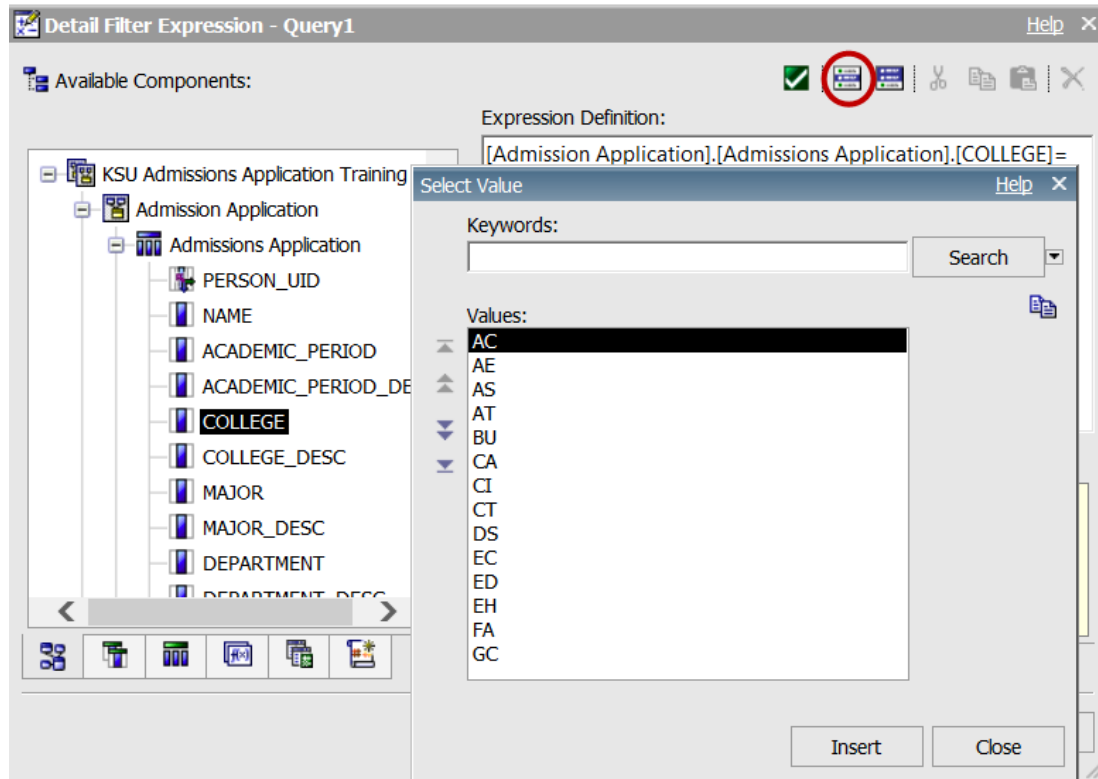 Detail Filter Expression - Query1
Help
Available Components:
Expression Definition:
[Admission Application].[Admissions Application].[COLLEGE]=
KSU Admissions Application Training
Admission Application
Admissions Application
PERSON_UID
NAME
ACADEMIC_PERIOD
ACADEMIC_PERIOD_DE
COLLEGE
COLLEGE_DESC
MAJOR
MAJOR_DESC
DEPARTMENT
DEPARTMENT_DESC
Select Value
Help
Keywords:
Search
Values:
AC
AE
AS
AT
BU
CA
CI
CT
DS
EC
ED
EH
FA
GC
Insert
Close